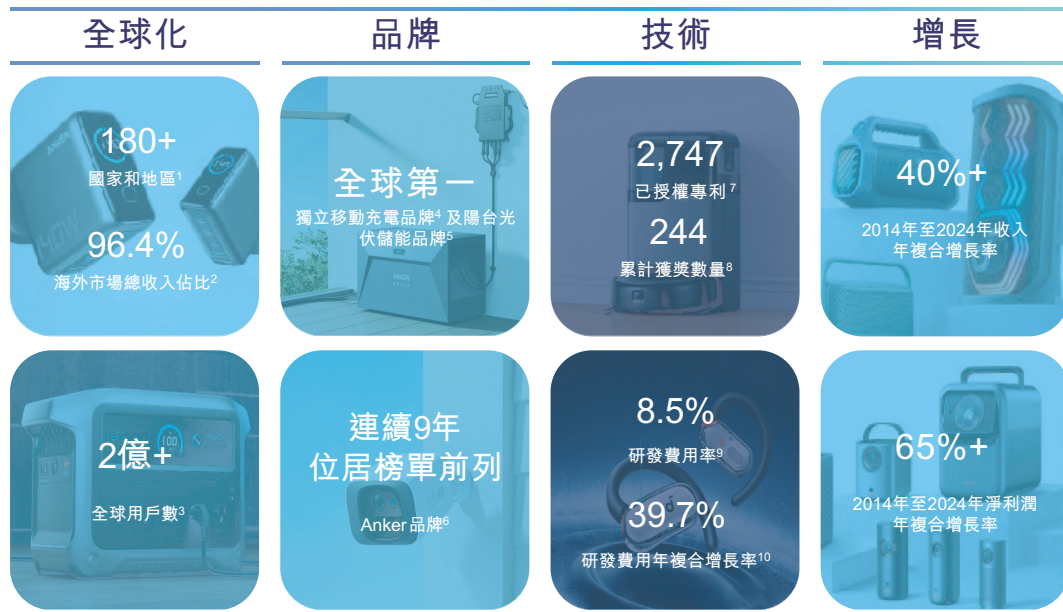 全球化
品牌
技術
增長
180+
國家和地區1
96.4%
海外市場總收入佔比2
全球第一
獨立移動充電品牌4 及陽台光
伏儲能品牌5
2,747
已授權專利7
244
累計獲獎數量8
40%+
2014年至2024年收入
年複合增長率
2億+
全球用戶數3
連續9年
位居榜單前列
Anker品牌6
8.5%
研發費用率9
39.7%
研發費用年複合增長率10
65%+
2014年至2024年淨利潤
年複合增長率